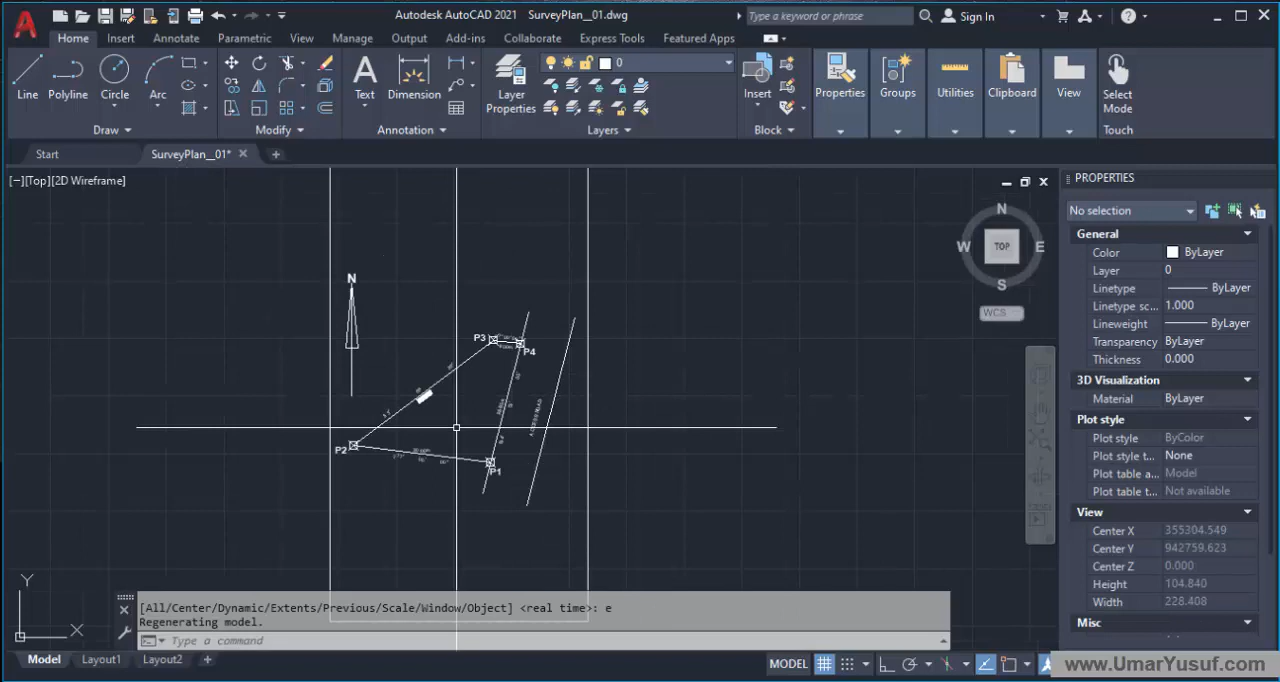 Autodesk AutoCAD 2021 SurveyPlan_01.dwg
Type a keyword or phrase
Sign In
Home Insert Annotate Parametric View Manage Output Add-ins Collaborate Express Tools Featured Apps
0
Line Polyline Circle Arc
Text Dimension
Layer Properties
Insert
Properties Groups Utilities Clipboard View
Select Mode
Draw Modify Annotation Layers Block Touch
Start SurveyPlan_01*
[−][Top][2D Wireframe]
N
W TOP E
S
WCS
N
P3
P4
P2
P1
ACCESS ROAD
PROPERTIES
No selection
General
Color ByLayer
Layer 0
Linetype ByLayer
Linetype sc... 1.000
Lineweight ByLayer
Transparency ByLayer
Thickness 0.000
3D Visualization
Material ByLayer
Plot style
Plot style ByColor
Plot style t... None
Plot table a... Model
Plot table t... Not available
View
Center X 355304.549
Center Y 942759.623
Center Z 0.000
Height 104.840
Width 228.408
Misc
Y
X
[All/Center/Dynamic/Extents/Previous/Scale/Window/Object] <real time>: e
Regenerating model.
Type a command
Model Layout1 Layout2
MODEL
www.UmarYusuf.com